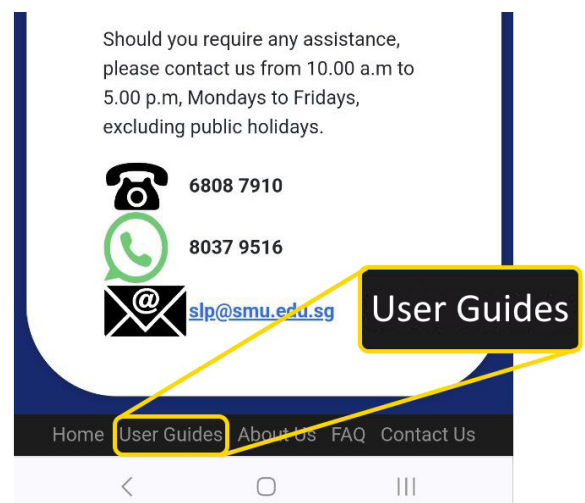 Should you require any assistance,
please contact us from 10.00 a.m to
5.00 p.m, Mondays to Fridays,
excluding public holidays.
6808 7910
8037 9516
@
slp@smu.edu.sg
User Guides
Home User Guides About Us FAQ Contact Us